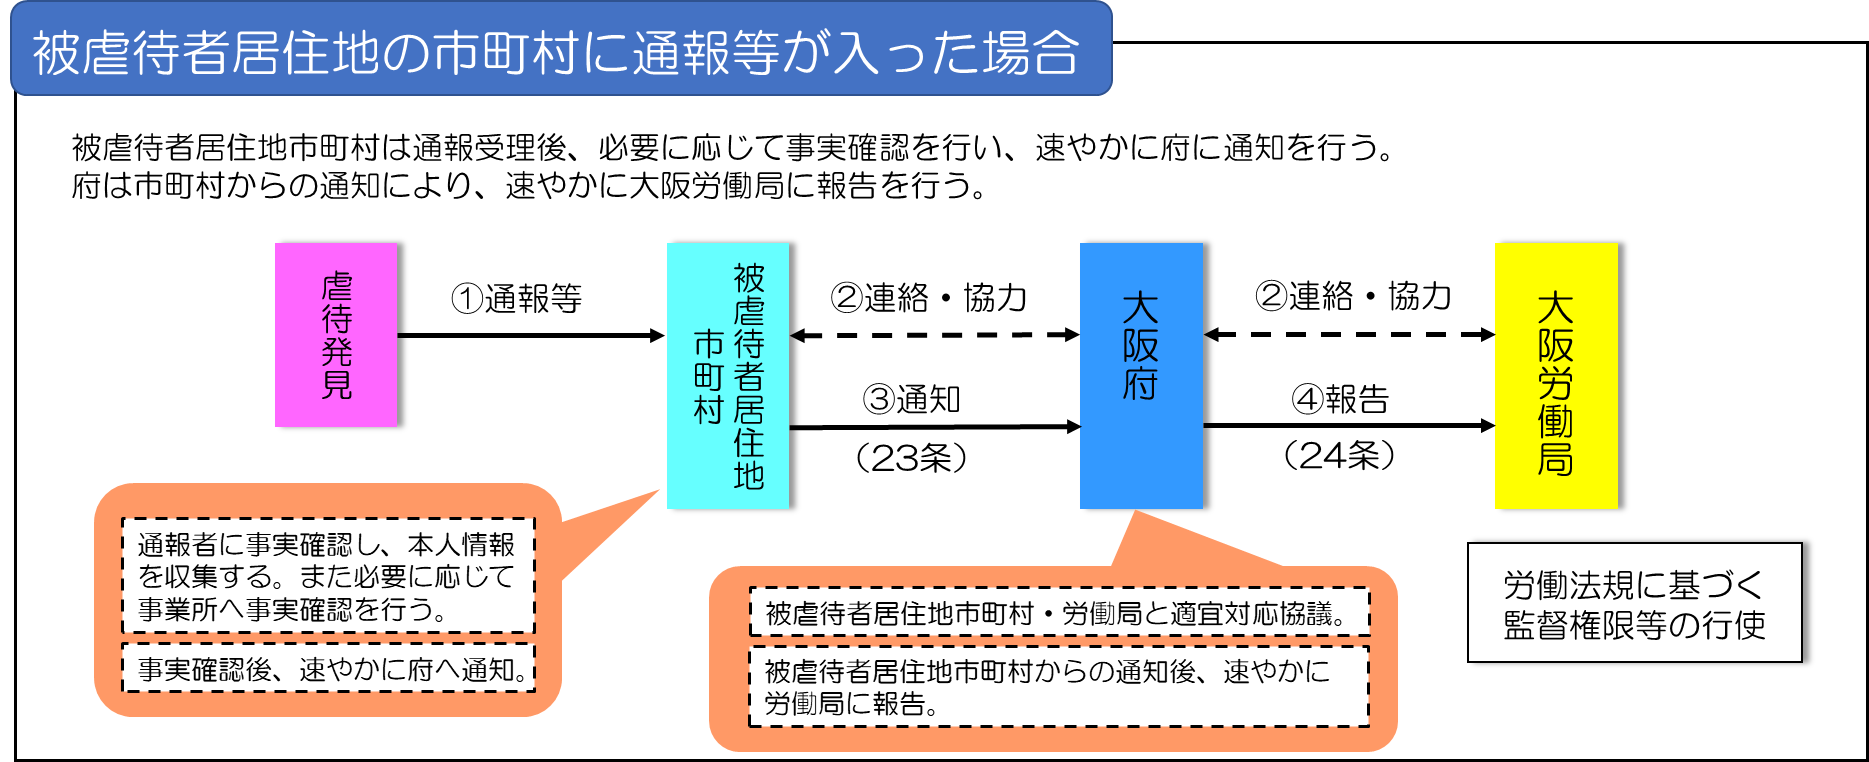 被虐待者居住地の市町村に通報等が入った場合
被虐待者居住地市町村は通報受理後、必要に応じて事実確認を行い、速やかに府に通知を行う。
府は市町村からの通知により、速やかに大阪労働局に報告を行う。
虐待発見
①通報等
被虐待者居住地
市町村
②連絡・協力
③通知
（23条）
大阪府
②連絡・協力
④報告
（24条）
大阪労働局
通報者に事実確認し、本人情報
を収集する。また必要に応じて
事業所へ事実確認を行う。
事実確認後、速やかに府へ通知。
被虐待者居住地市町村・労働局と適宜対応協議。
被虐待者居住地市町村からの通知後、速やかに
労働局に報告。
労働法規に基づく
監督権限等の行使